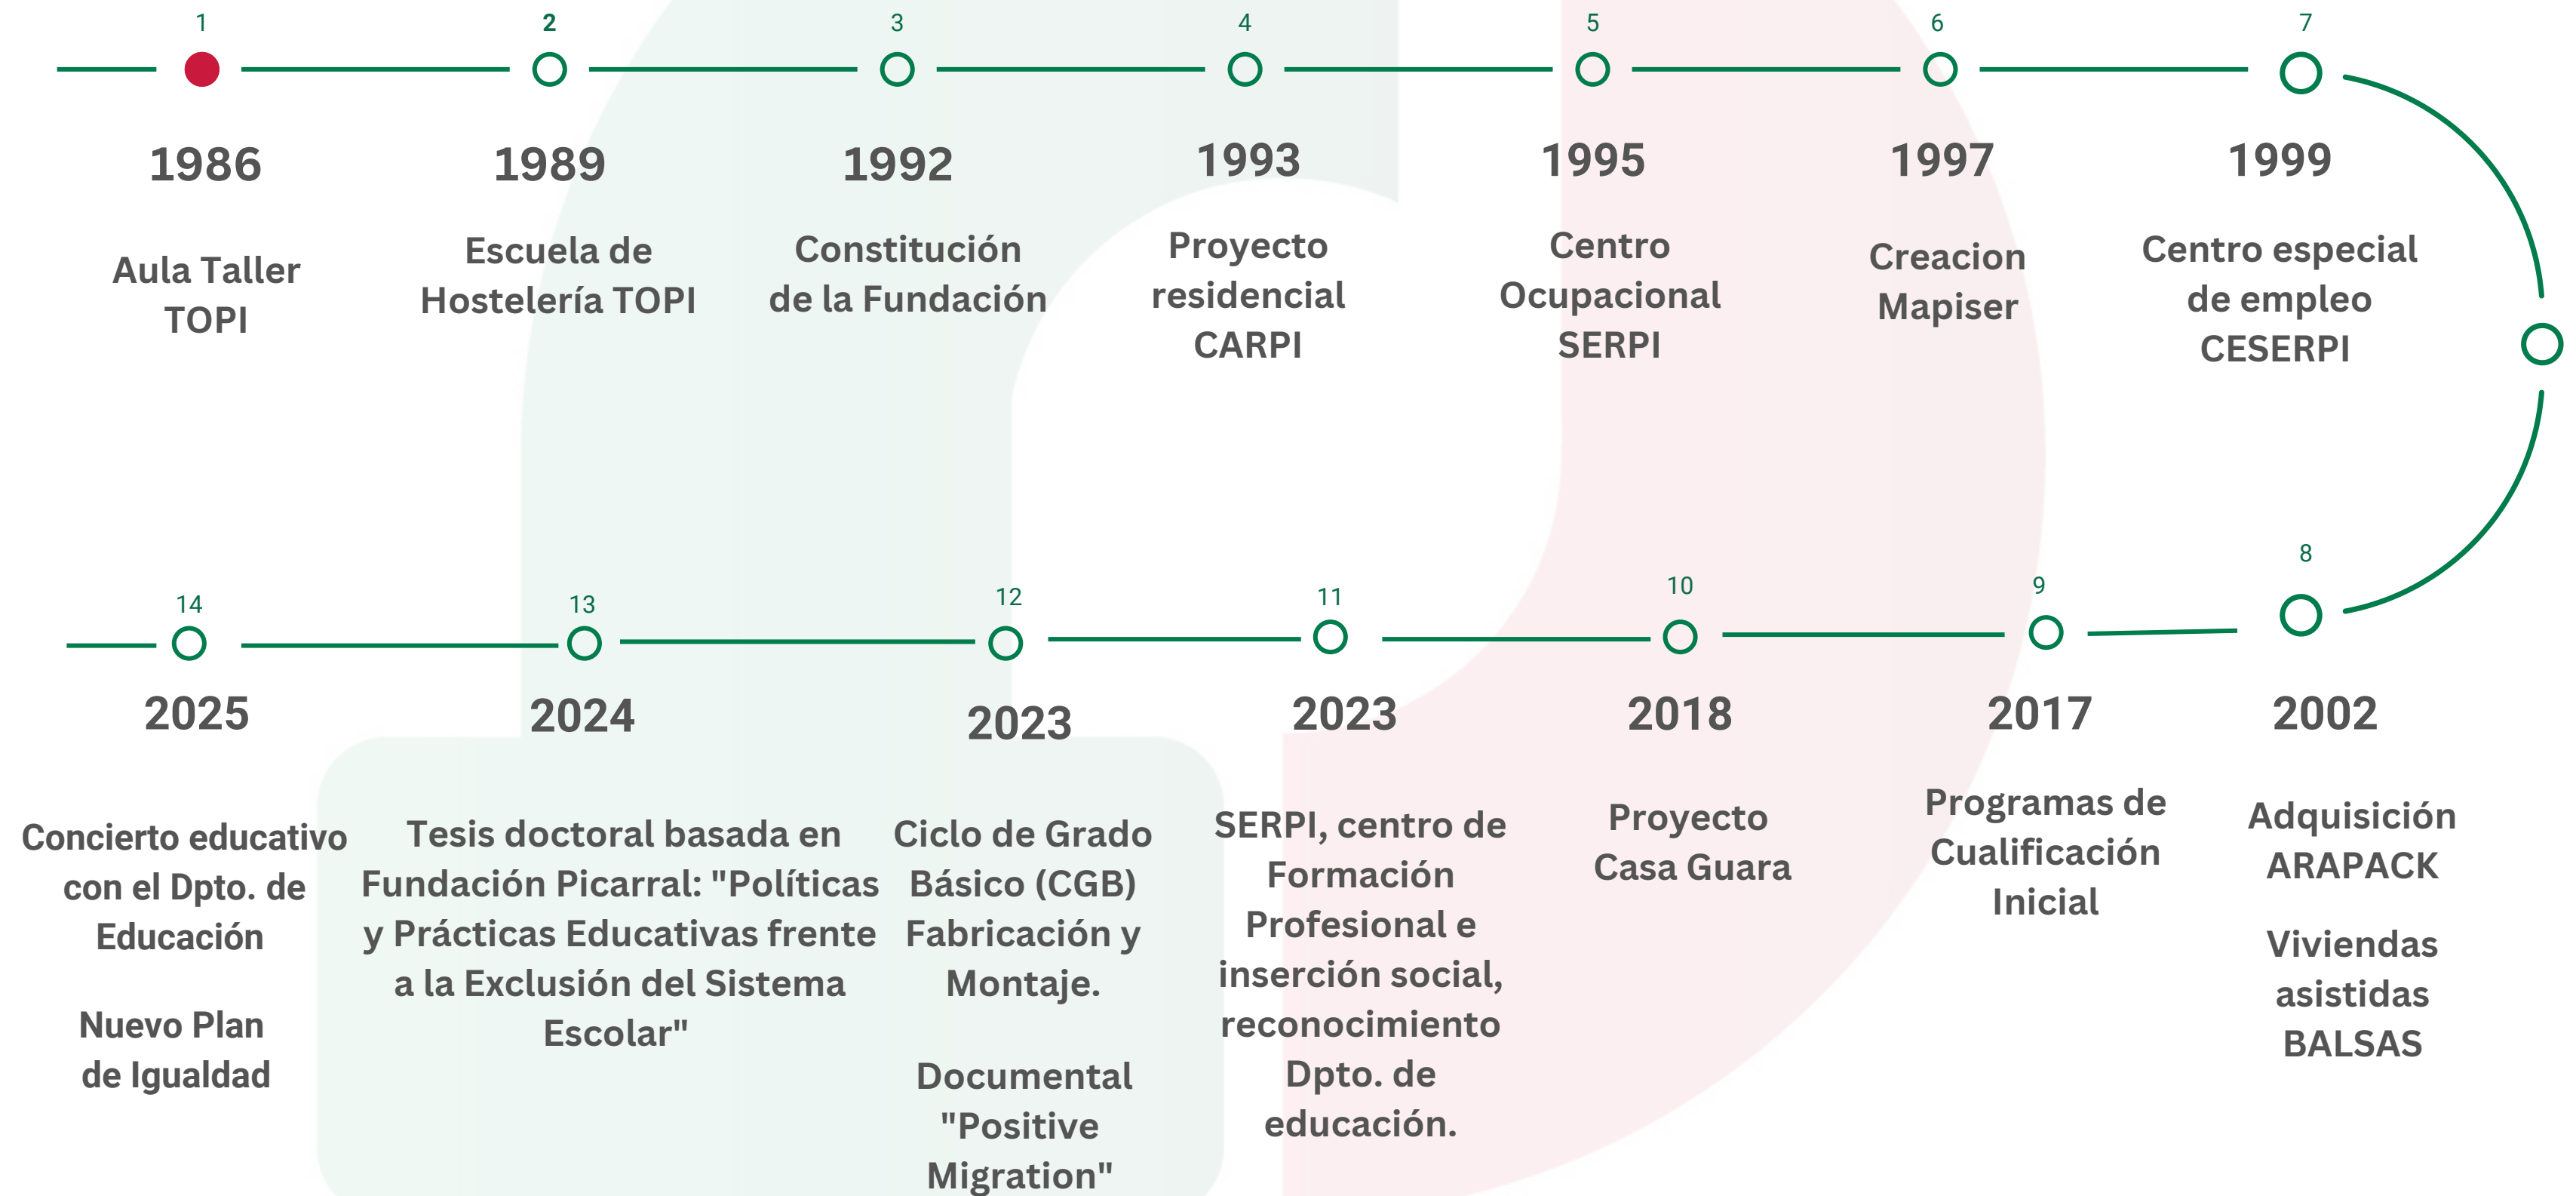 1
1986
Aula Taller
TOPI
2
1989
Escuela de
Hostelería TOPI
3
1992
Constitución
de la Fundación
4
1993
Proyecto
residencial
CARPI
5
1995
Centro
Ocupacional
SERPI
6
1997
Creacion
Mapiser
7
1999
Centro especial
de empleo
CESERPI
8
2002
Adquisición
ARAPACK
Viviendas
asistidas
BALSAS
9
2017
Programas de
Cualificación
Inicial
10
2018
Proyecto
Casa Guara
11
2023
SERPI, centro de
Formación
Profesional e
inserción social,
reconocimiento
Dpto. de
educación.
12
2023
Ciclo de Grado
Básico (CGB)
Fabricación y
Montaje.
Documental
"Positive
Migration"
13
2024
Tesis doctoral basada en
Fundación Picarral: "Políticas
y Prácticas Educativas frente
a la Exclusión del Sistema
Escolar"
14
2025
Concierto educativo
con el Dpto. de
Educación
Nuevo Plan
de Igualdad